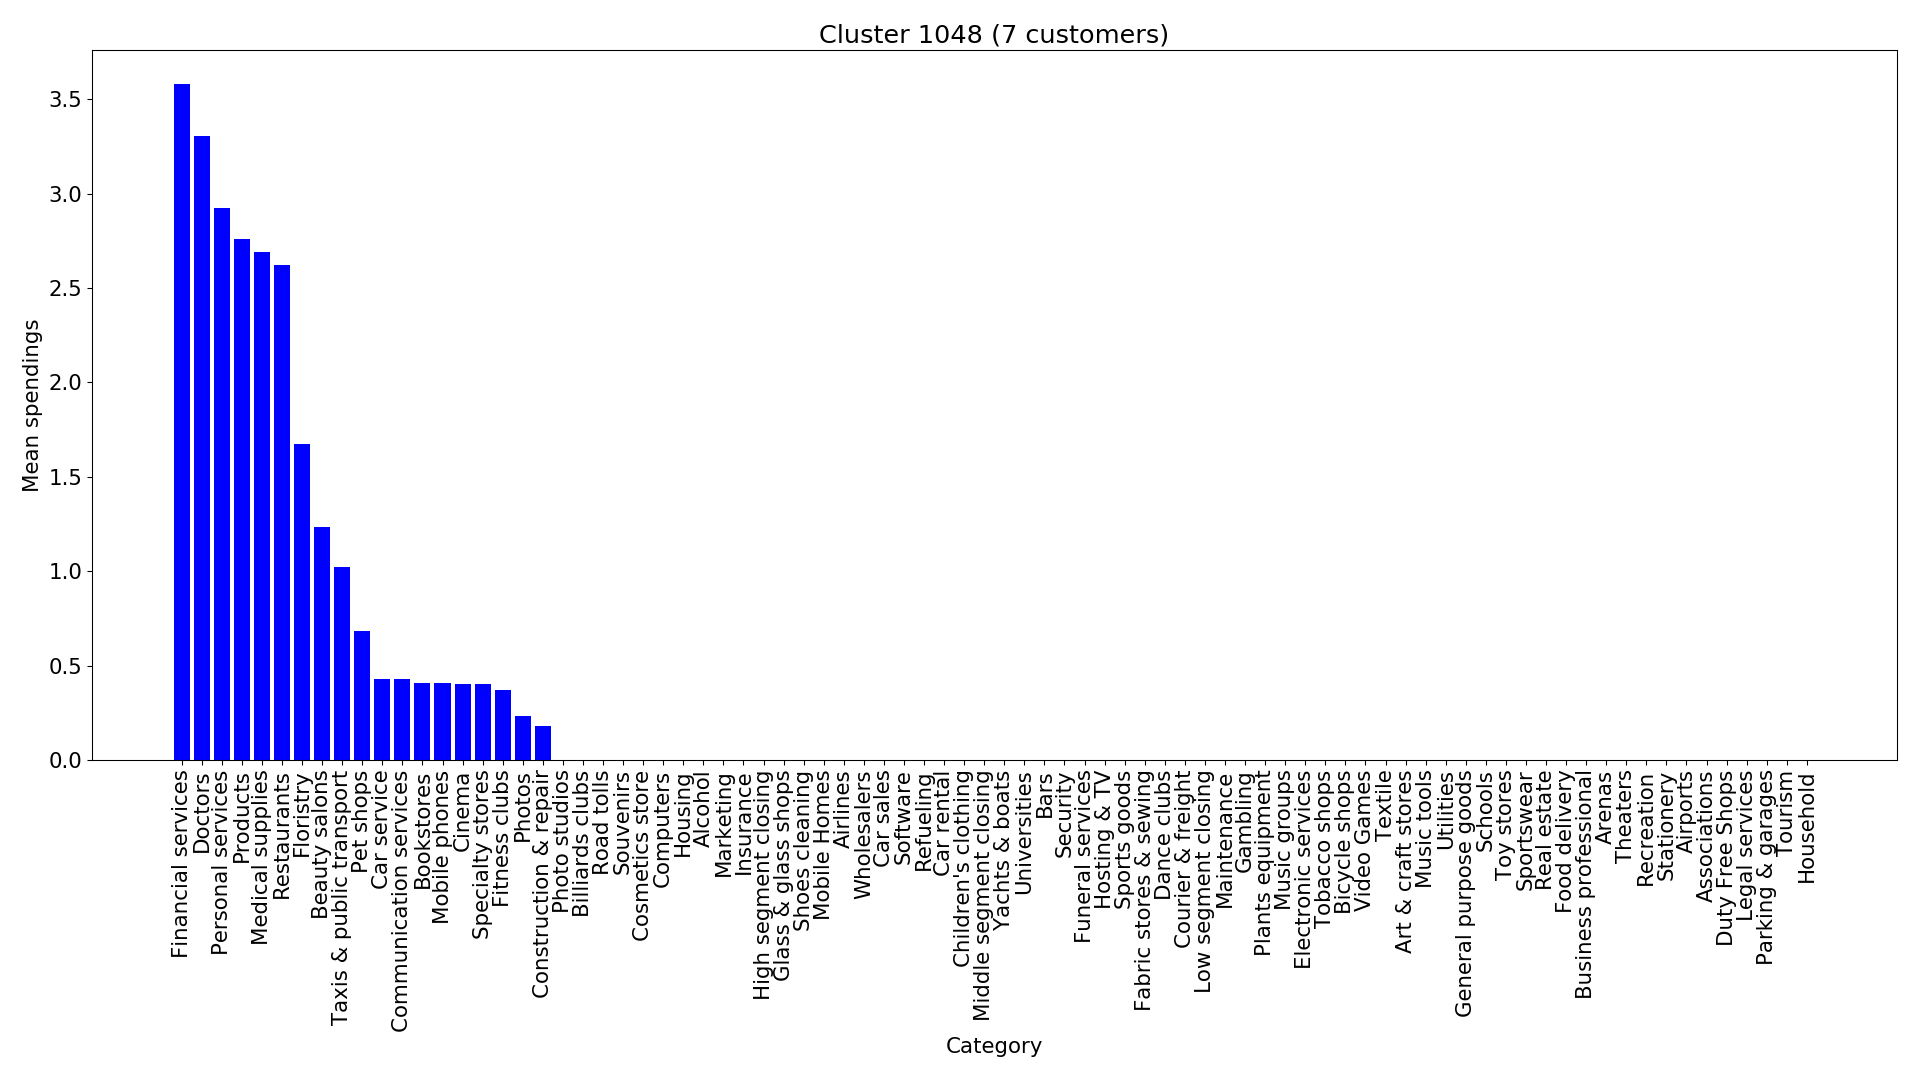 Cluster 1048 (7 customers)
Mean spendings
3.5
3.0
2.5
2.0
1.5
1.0
0.5
0.0
Financial services
Doctors
Personal services
Products
Medical supplies
Restaurants
Floristry
Beauty salons
Taxis & public transport
Pet shops
Car service
Communication services
Bookstores
Mobile phones
Cinema
Specialty stores
Fitness clubs
Photos
Construction & repair
Photo studios
Billiards clubs
Road tolls
Souvenirs
Cosmetics store
Computers
Housing
Alcohol
Marketing
Insurance
High segment closing
Glass & glass shops
Shoes cleaning
Mobile Homes
Airlines
Wholesalers
Car sales
Software
Refueling
Car rental
Children's clothing
Middle segment closing
Yachts & boats
Universities
Bars
Security
Funeral services
Hosting & TV
Sports goods
Fabric stores & sewing
Dance clubs
Courier & freight
Low segment closing
Maintenance
Gambling
Plants equipment
Music groups
Electronic services
Tobacco shops
Bicycle shops
Video Games
Textile
Art & craft stores
Music tools
Utilities
General purpose goods
Schools
Toy stores
Sportswear
Real estate
Food delivery
Business professional
Arenas
Theaters
Recreation
Stationery
Airports
Associations
Duty Free Shops
Legal services
Parking & garages
Tourism
Household
Category